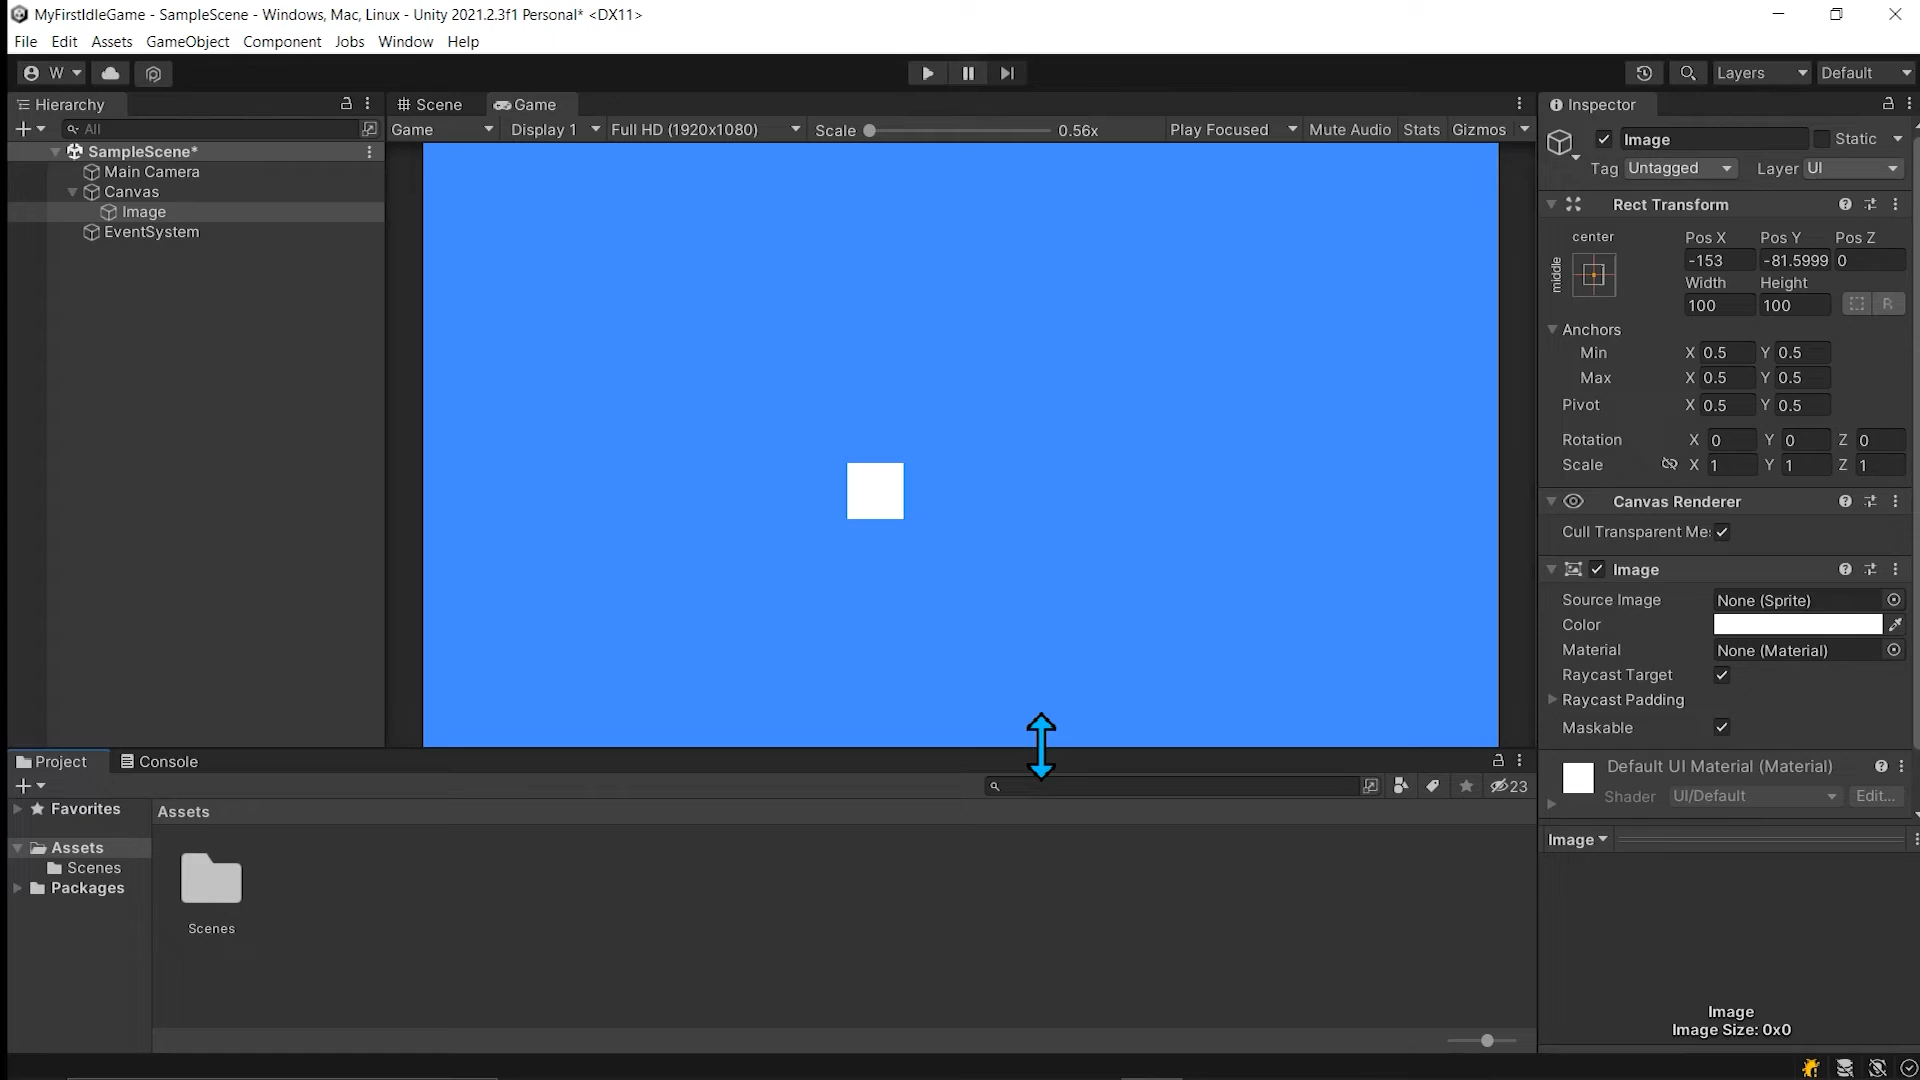 MyFirstIdleGame - SampleScene - Windows, Mac, Linux - Unity 2021.2.3f1 Personal* <DX11>
File Edit Assets GameObject Component Jobs Window Help
W Layers Default
Hierarchy
All
SampleScene*
Main Camera
Canvas
Image
EventSystem
Scene Game
Game Display 1 Full HD (1920x1080) Scale 0.56x Play Focused Mute Audio Stats Gizmos
Inspector
Image Static
Tag Untagged Layer UI
Rect Transform
center
middle
Pos X Pos Y Pos Z
-153 -81.5999 0
Width Height
100 100 R
Anchors
Min X 0.5 Y 0.5
Max X 0.5 Y 0.5
Pivot X 0.5 Y 0.5
Rotation X 0 Y 0 Z 0
Scale X 1 Y 1 Z 1
Canvas Renderer
Cull Transparent Me
Image
Source Image None (Sprite)
Color
Material None (Material)
Raycast Target
Raycast Padding
Maskable
Default UI Material (Material)
Shader UI/Default Edit...
Image
Image
Image Size: 0x0
Project Console
23
Favorites
Assets
Scenes
Packages
Assets
Scenes